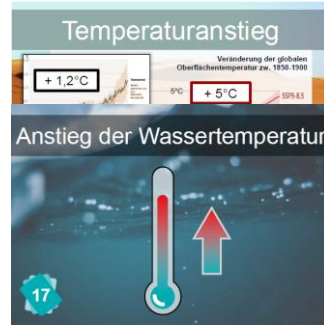 Temperaturanstieg
Veränderung der globalen
Oberflächentemperatur zw. 1850-1900
+ 1,2°C
5°C
+ 5°C
SSP5-8.5
Anstieg der Wassertemperatur
17